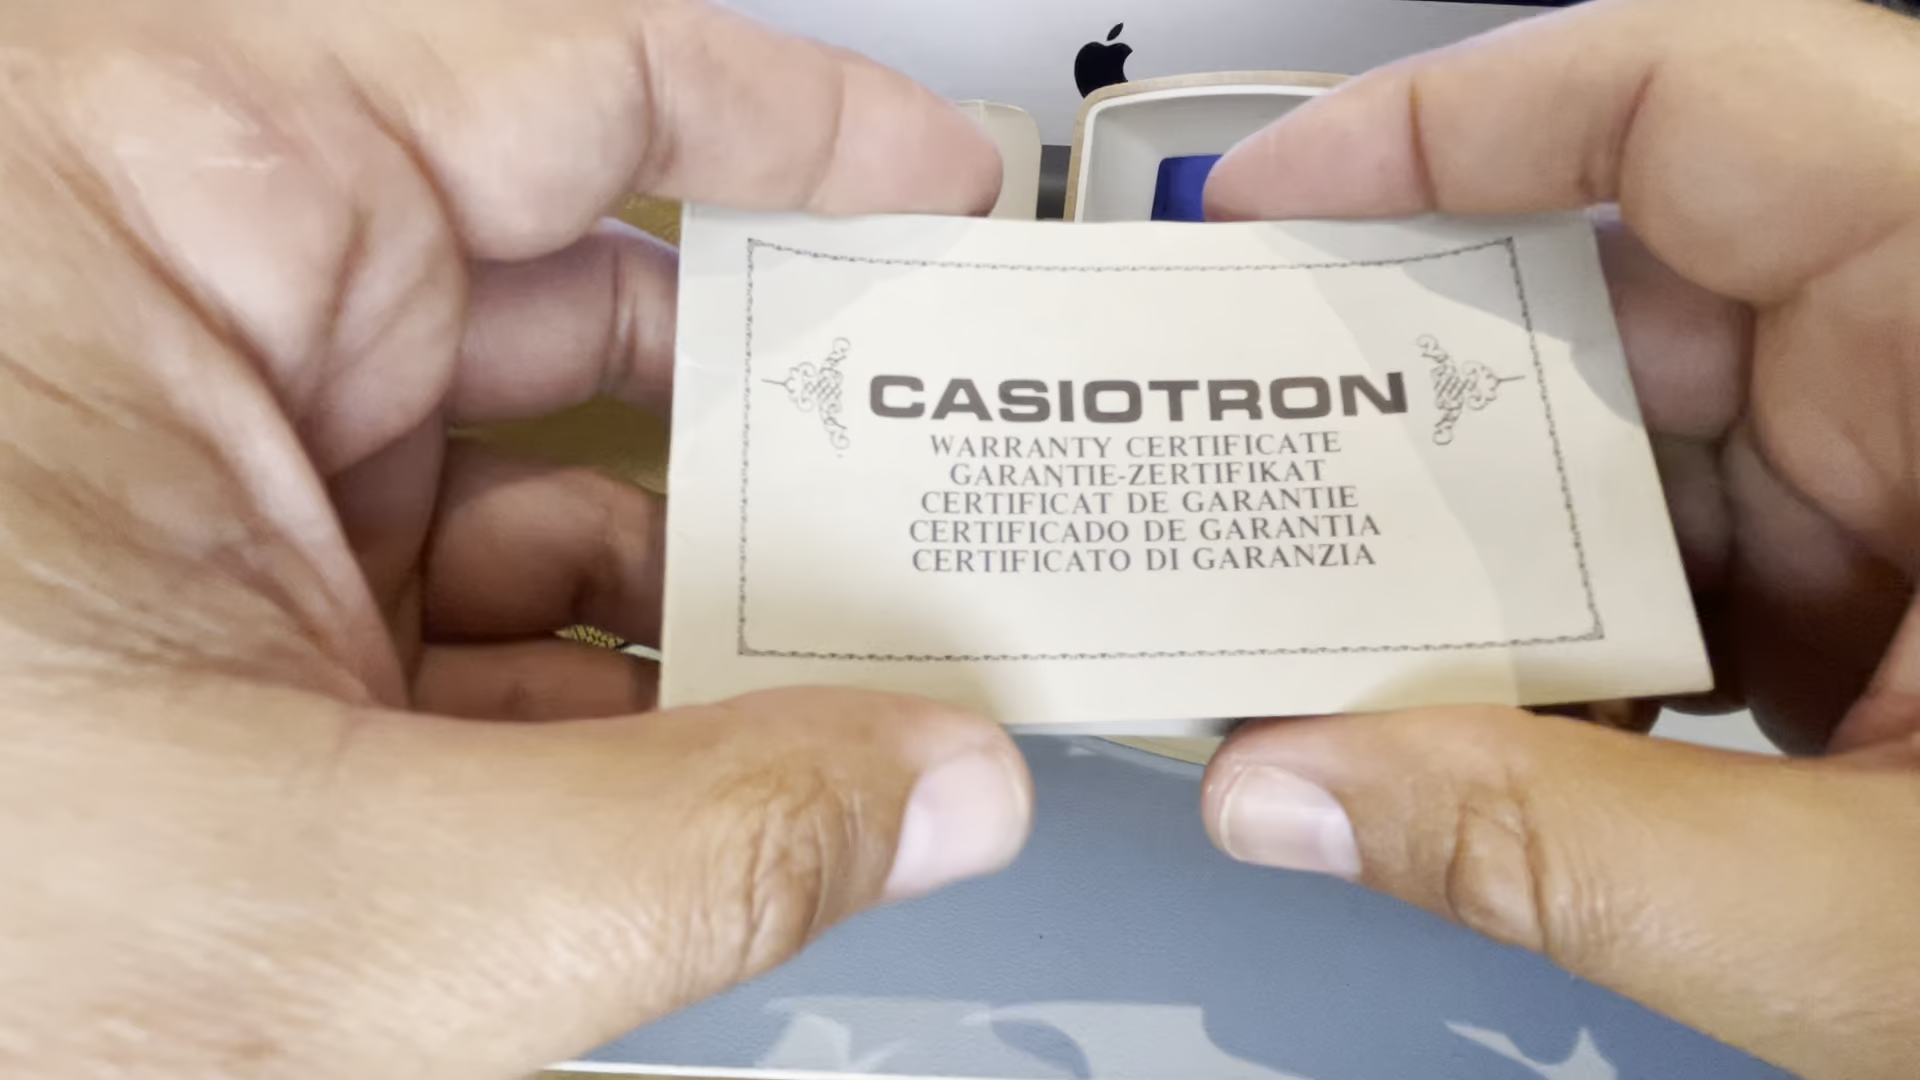 CASIOTRON
WARRANTY CERTIFICATE
GARANTIE-ZERTIFIKAT
CERTIFICAT DE GARANTIE
CERTIFICADO DE GARANTIA
CERTIFICATO DI GARANZIA